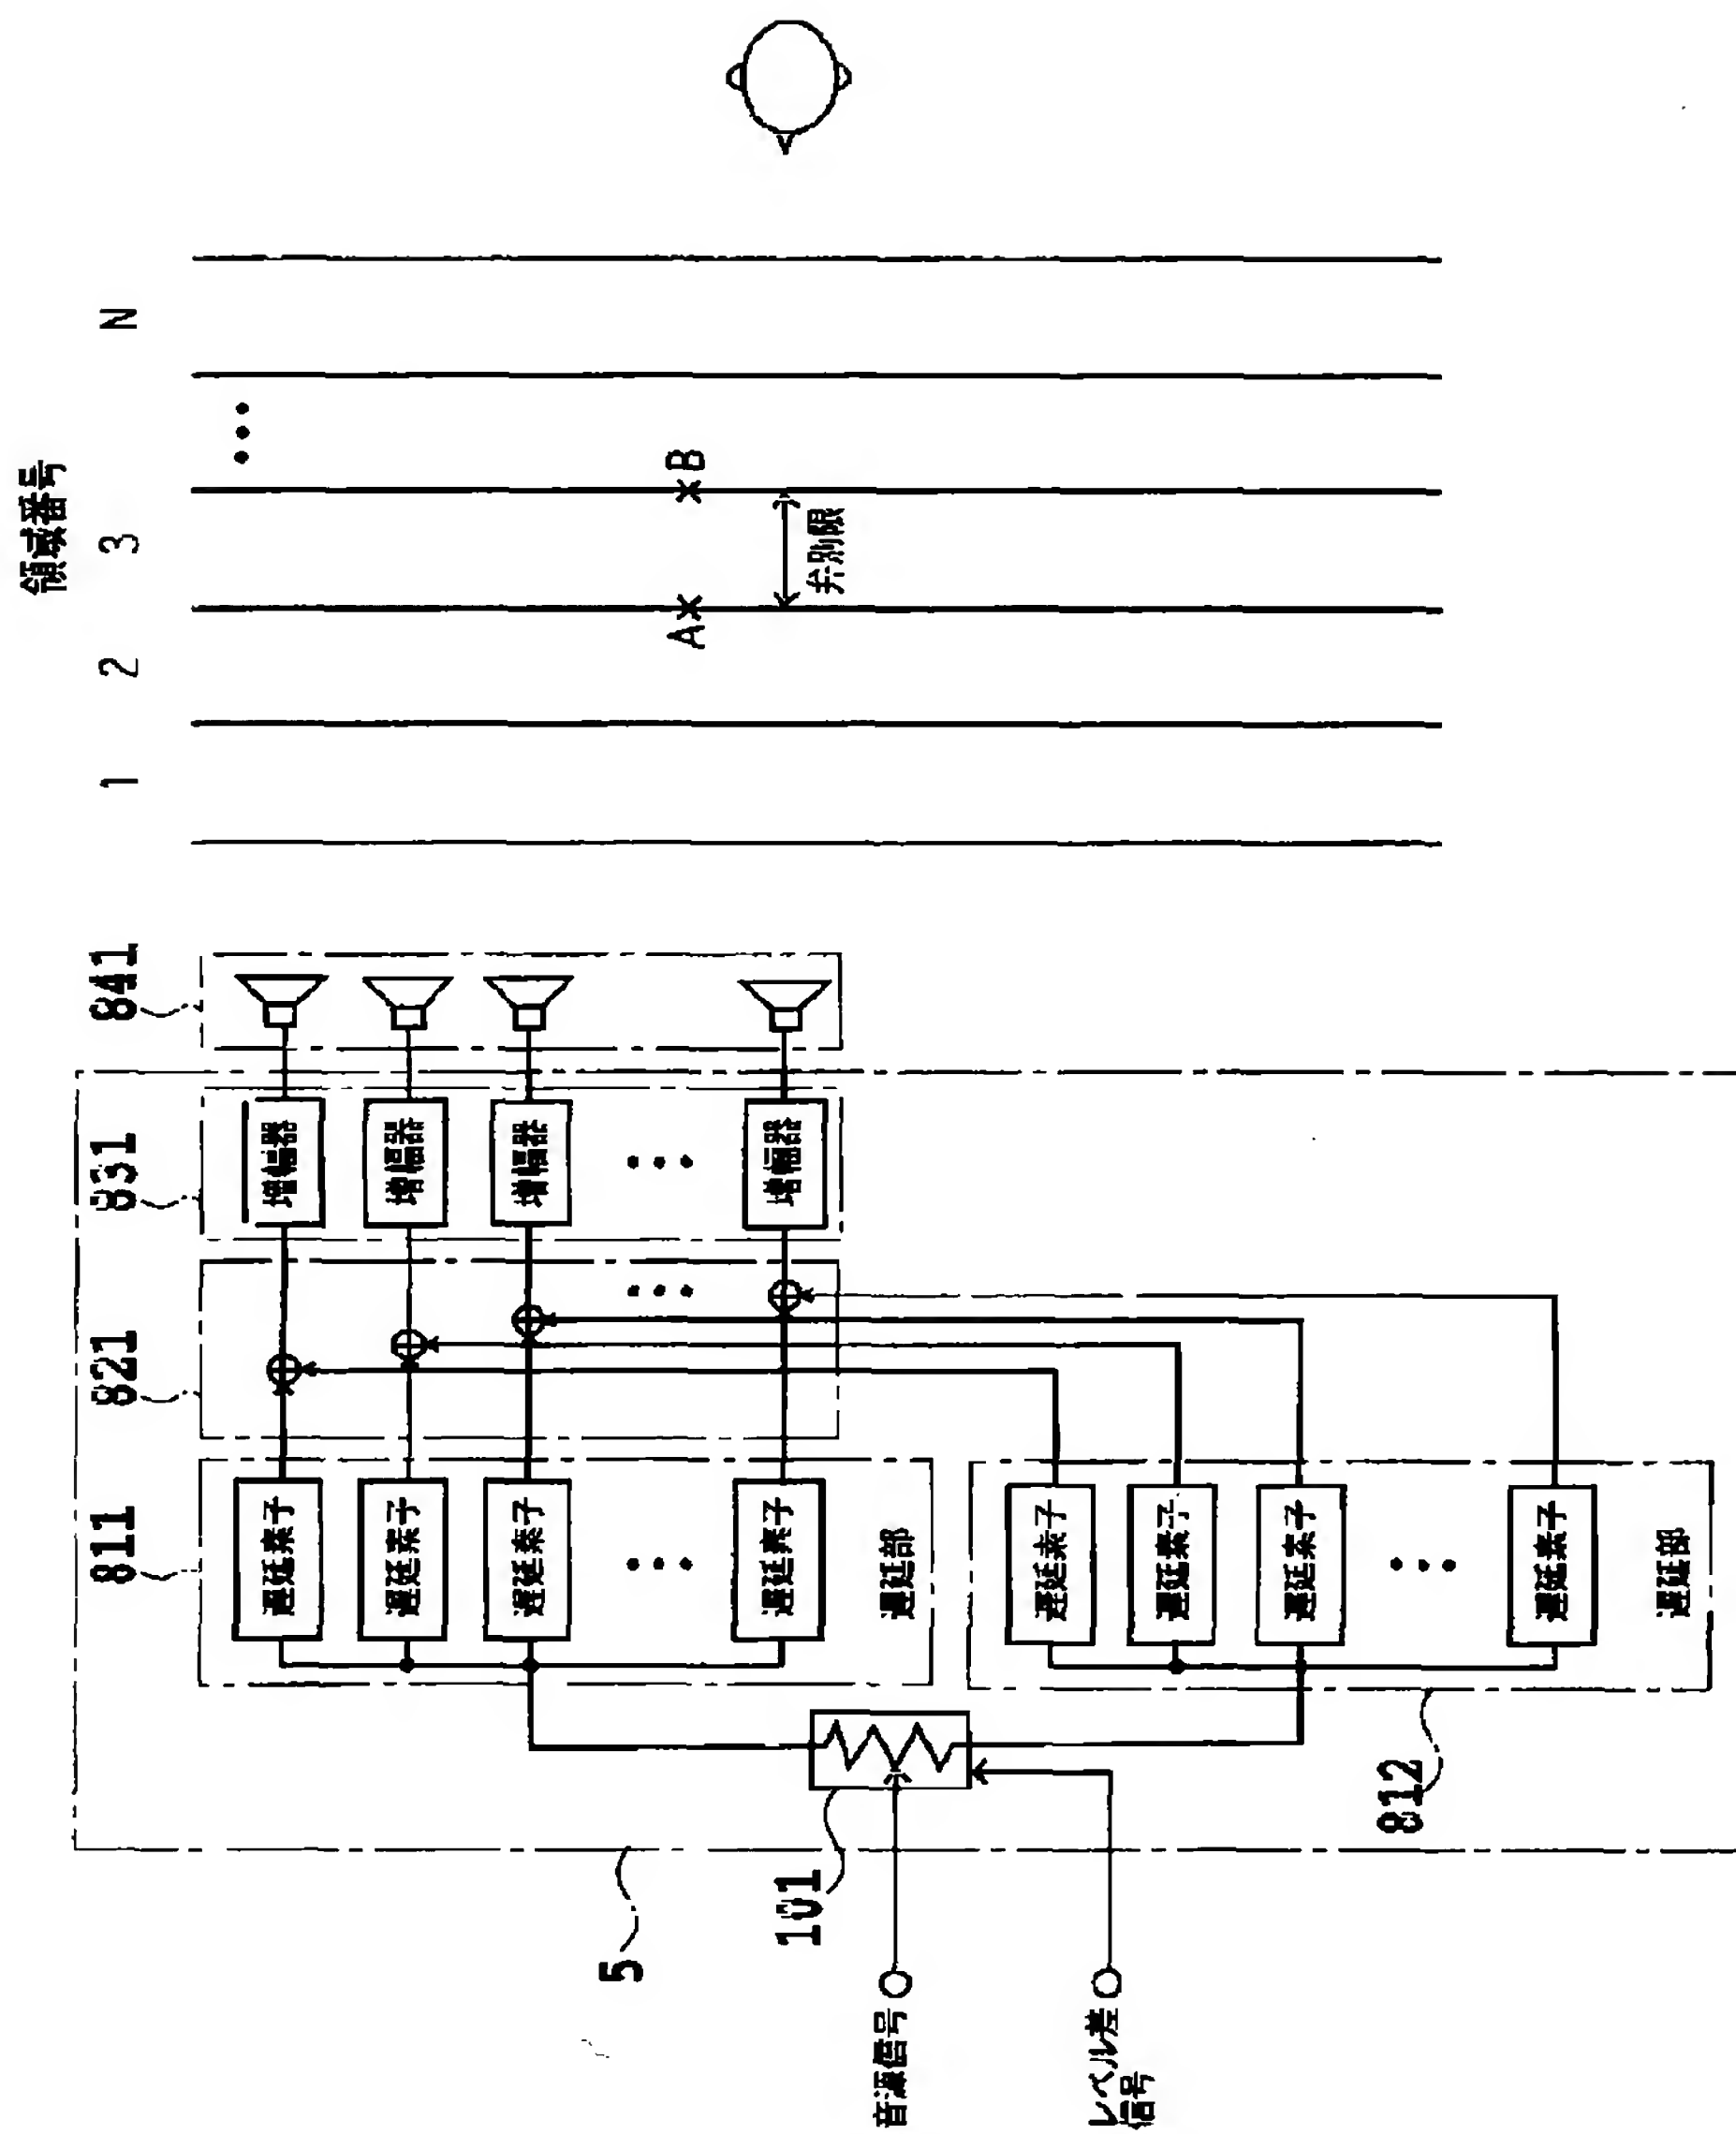 領域番号
1
2
3
N
A
B
弁別限
811
821
831
841
遅延素子
遅延素子
遅延素子
遅延素子
遅延部
増幅器
増幅器
増幅器
増幅器
遅延素子
遅延素子
遅延素子
遅延素子
遅延部
812
5
101
音源信号
レベル差
信号